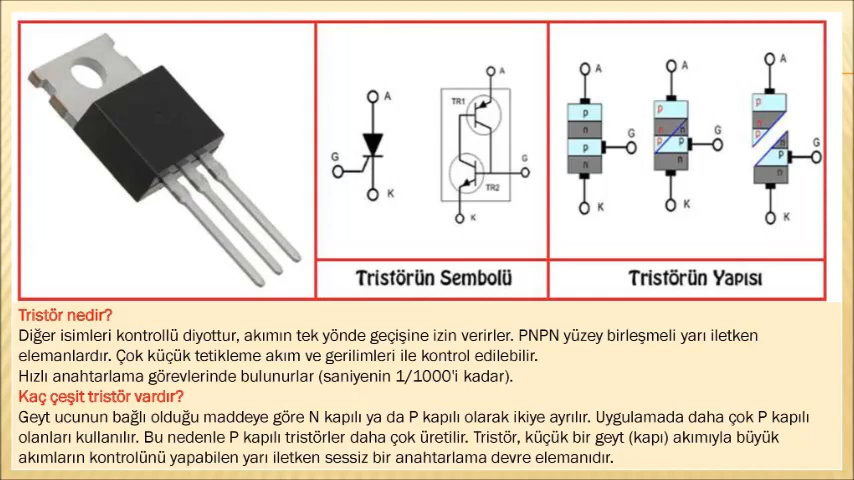 A
G
K
A
TR1
G
TR2
K
A
p
n
p
n
G
K
A
p
n
n
p
p
n
G
K
A
p
n
p
n
p
n
G
K
Tristörün Sembolü
Tristörün Yapısı
Tristör nedir?
Diğer isimleri kontrollü diyottur, akımın tek yönde geçişine izin verirler. PNPN yüzey birleşmeli yarı iletken
elemanlardır. Çok küçük tetikleme akım ve gerilimleri ile kontrol edilebilir.
Hızlı anahtarlama görevlerinde bulunurlar (saniyenin 1/1000'i kadar).
Kaç çeşit tristör vardır?
Geyt ucunun bağlı olduğu maddeye göre N kapılı ya da P kapılı olarak ikiye ayrılır. Uygulamada daha çok P kapılı
olanları kullanılır. Bu nedenle P kapılı tristörler daha çok üretilir. Tristör, küçük bir geyt (kapı) akımıyla büyük
akımların kontrolünü yapabilen yarı iletken sessiz bir anahtarlama devre elemanıdır.